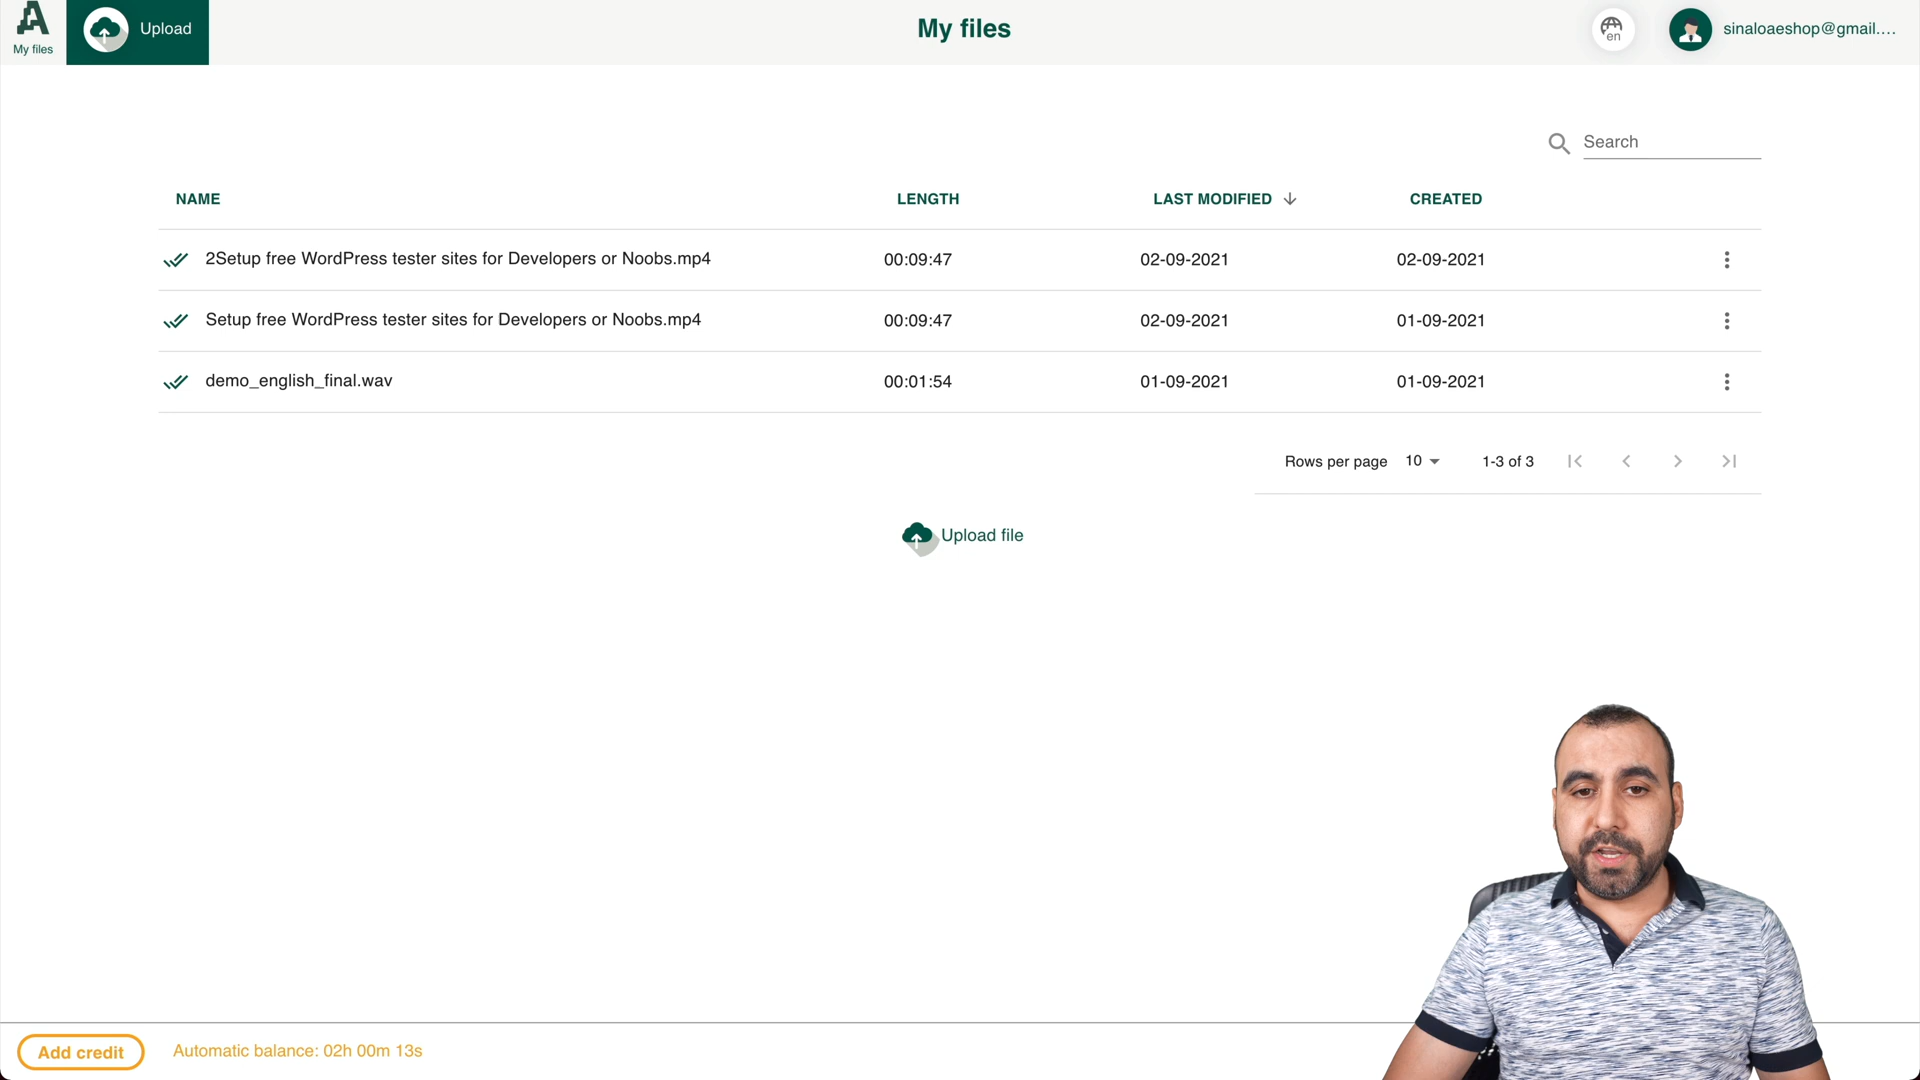 My files
Upload
My files
en
sinaloaeshop@gmail....
Search
NAME LENGTH LAST MODIFIED CREATED
2Setup free WordPress tester sites for Developers or Noobs.mp4 00:09:47 02-09-2021 02-09-2021
Setup free WordPress tester sites for Developers or Noobs.mp4 00:09:47 02-09-2021 01-09-2021
demo_english_final.wav 00:01:54 01-09-2021 01-09-2021
Rows per page 10 1-3 of 3
Upload file
Add credit Automatic balance: 02h 00m 13s